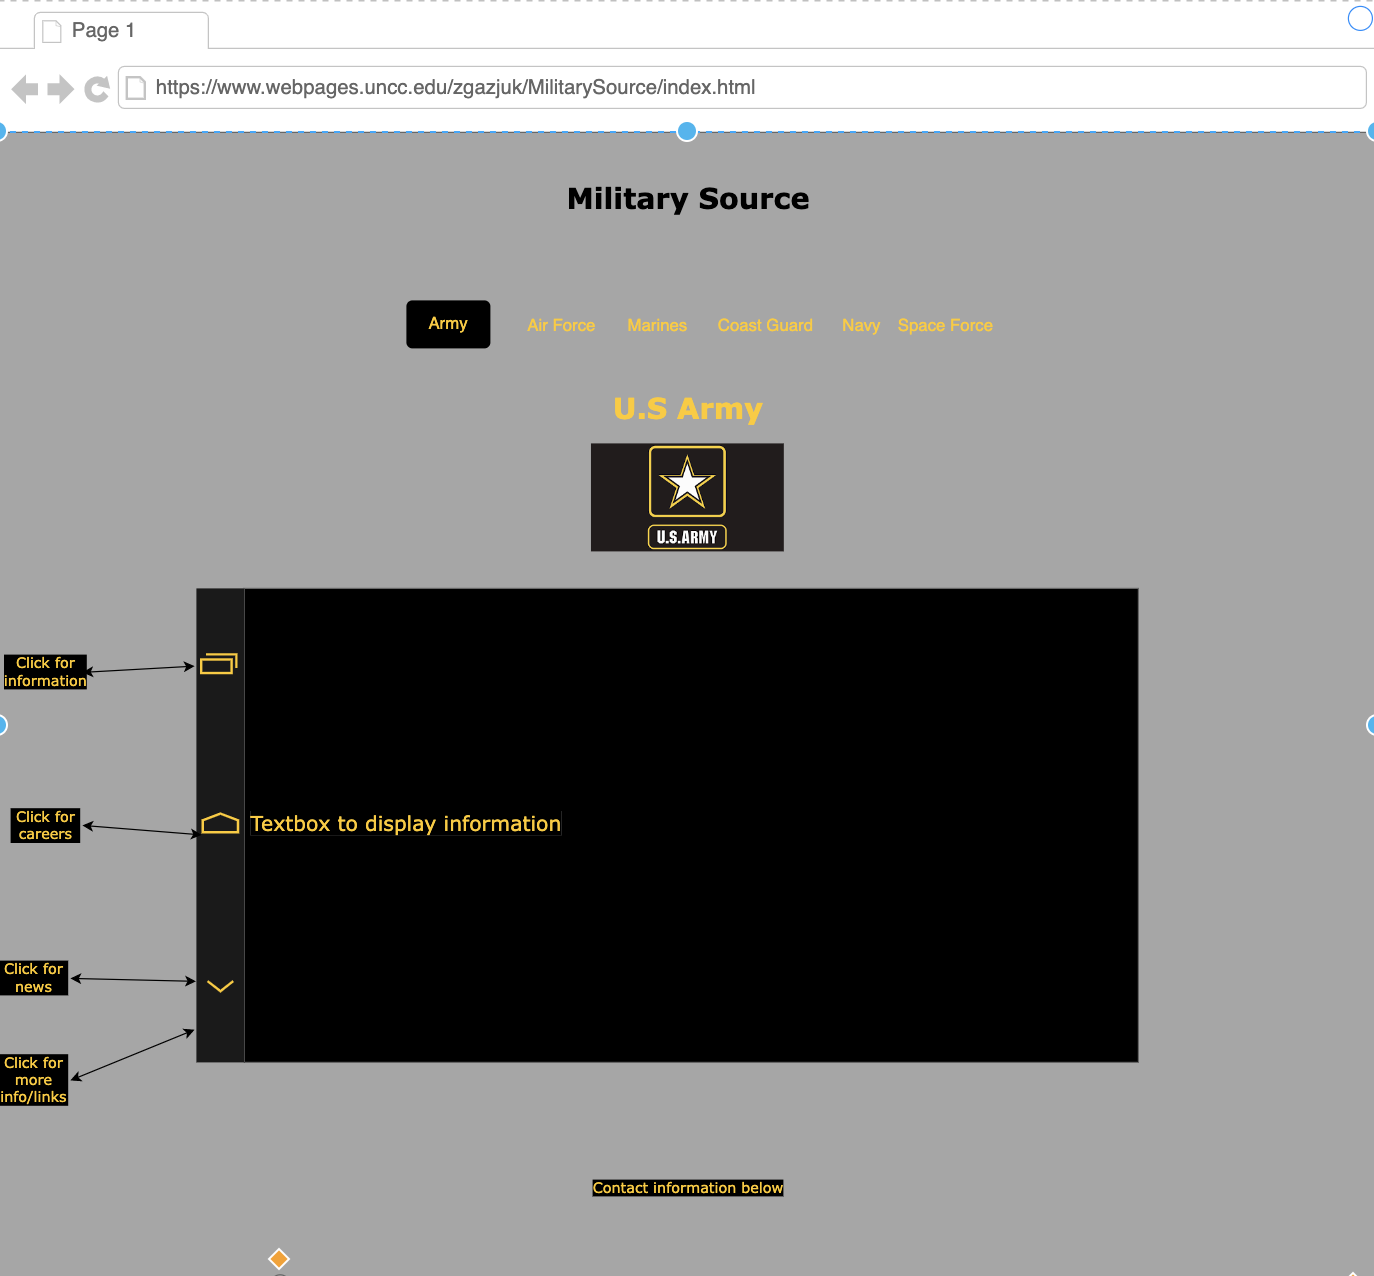 Page 1
https://www.webpages.uncc.edu/zgazjuk/MilitarySource/index.html
Military Source
Army Air Force Marines Coast Guard Navy Space Force
U.S Army
U.S.ARMY
Click for
information
Click for
careers
Textbox to display information
Click for
news
Click for
more
info/links
Contact information below